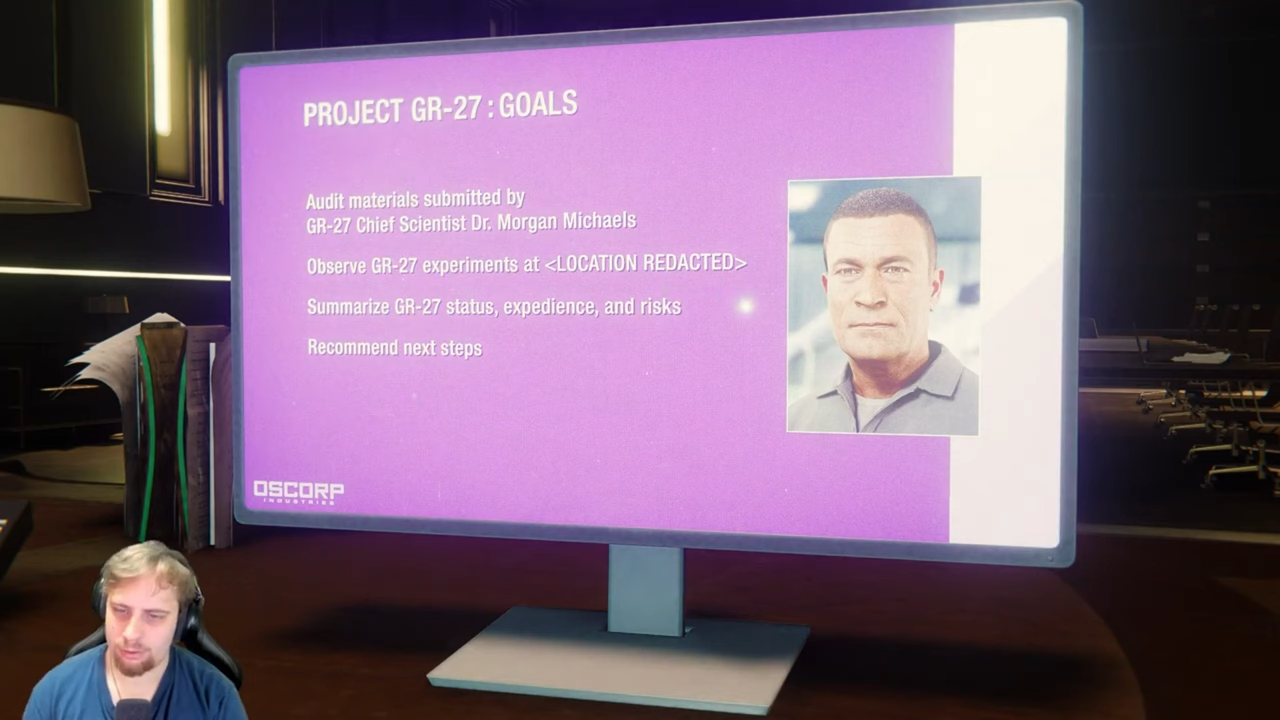 PROJECT GR-27 : GOALS
Audit materials submitted by
GR-27 Chief Scientist Dr. Morgan Michaels
Observe GR-27 experiments at <LOCATION REDACTED>
Summarize GR-27 status, expedience, and risks
Recommend next steps
OSCORP
INDUSTRIES